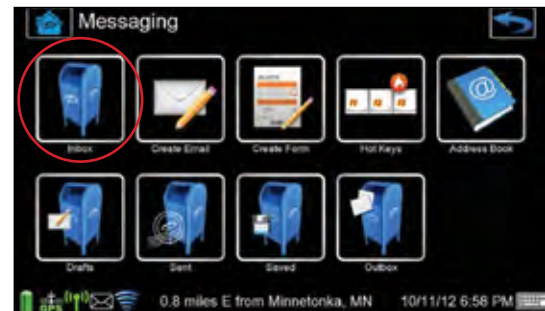 Messaging
Inbox
Create Email
Create Form
Hot Keys
Address Book
@
Drafts
Sent
Saved
Outbox
GPS
0.8 miles E from Minnetonka, MN
10/11/12 6:58 PM